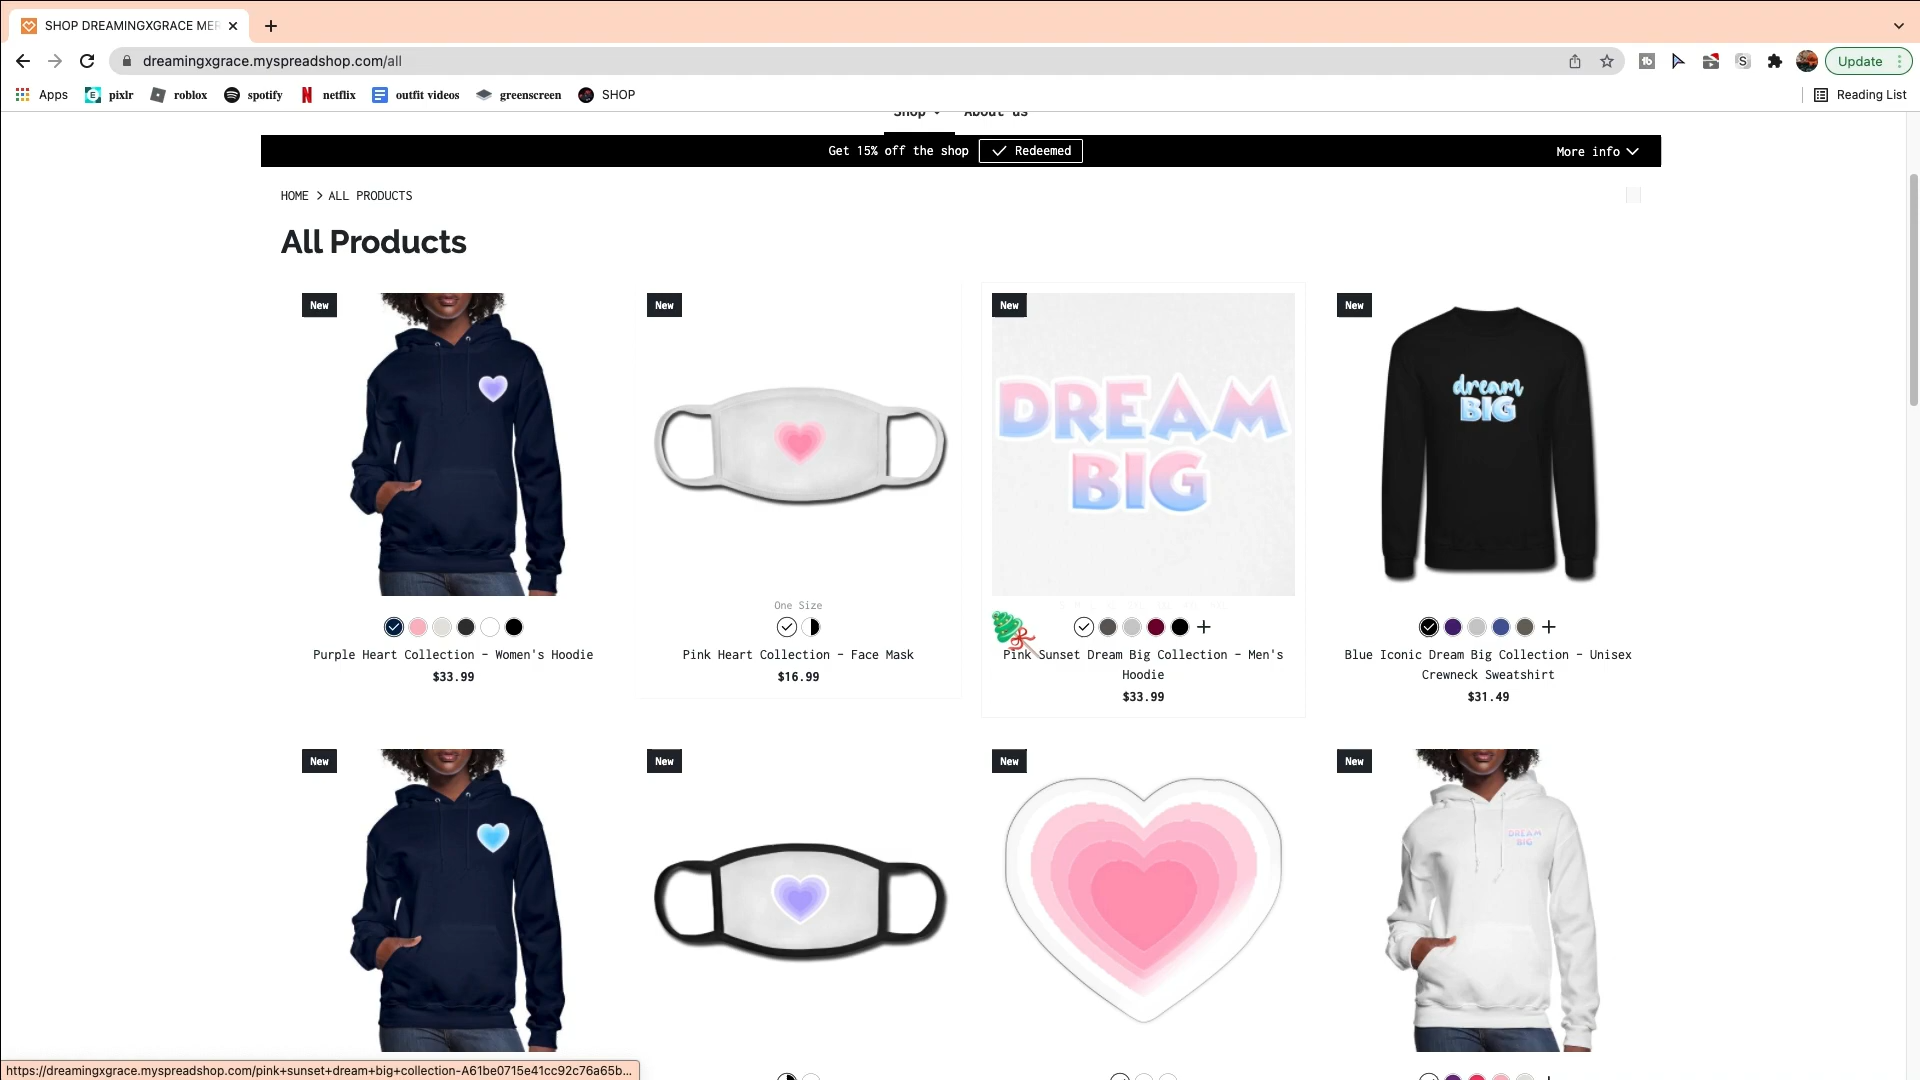 SHOP DREAMINGXGRACE MER
dreamingxgrace.myspreadshop.com/all
Update
Apps
pixlr
roblox
spotify
netflix
outfit videos
greenscreen
SHOP
Reading List
Shop
About us
Get 15% off the shop
Redeemed
More info
HOME > ALL PRODUCTS
All Products
New
New
New
New
DREAM
BIG
dream
BIG
One Size
Purple Heart Collection - Women's Hoodie
$33.99
Pink Heart Collection - Face Mask
$16.99
Pink Sunset Dream Big Collection - Men's
Hoodie
$33.99
Blue Iconic Dream Big Collection - Unisex
Crewneck Sweatshirt
$31.49
New
New
New
New
DREAM
BIG
https://dreamingxgrace.myspreadshop.com/pink+sunset+dream+big+collection-A61be0715e41cc92c76a65b...